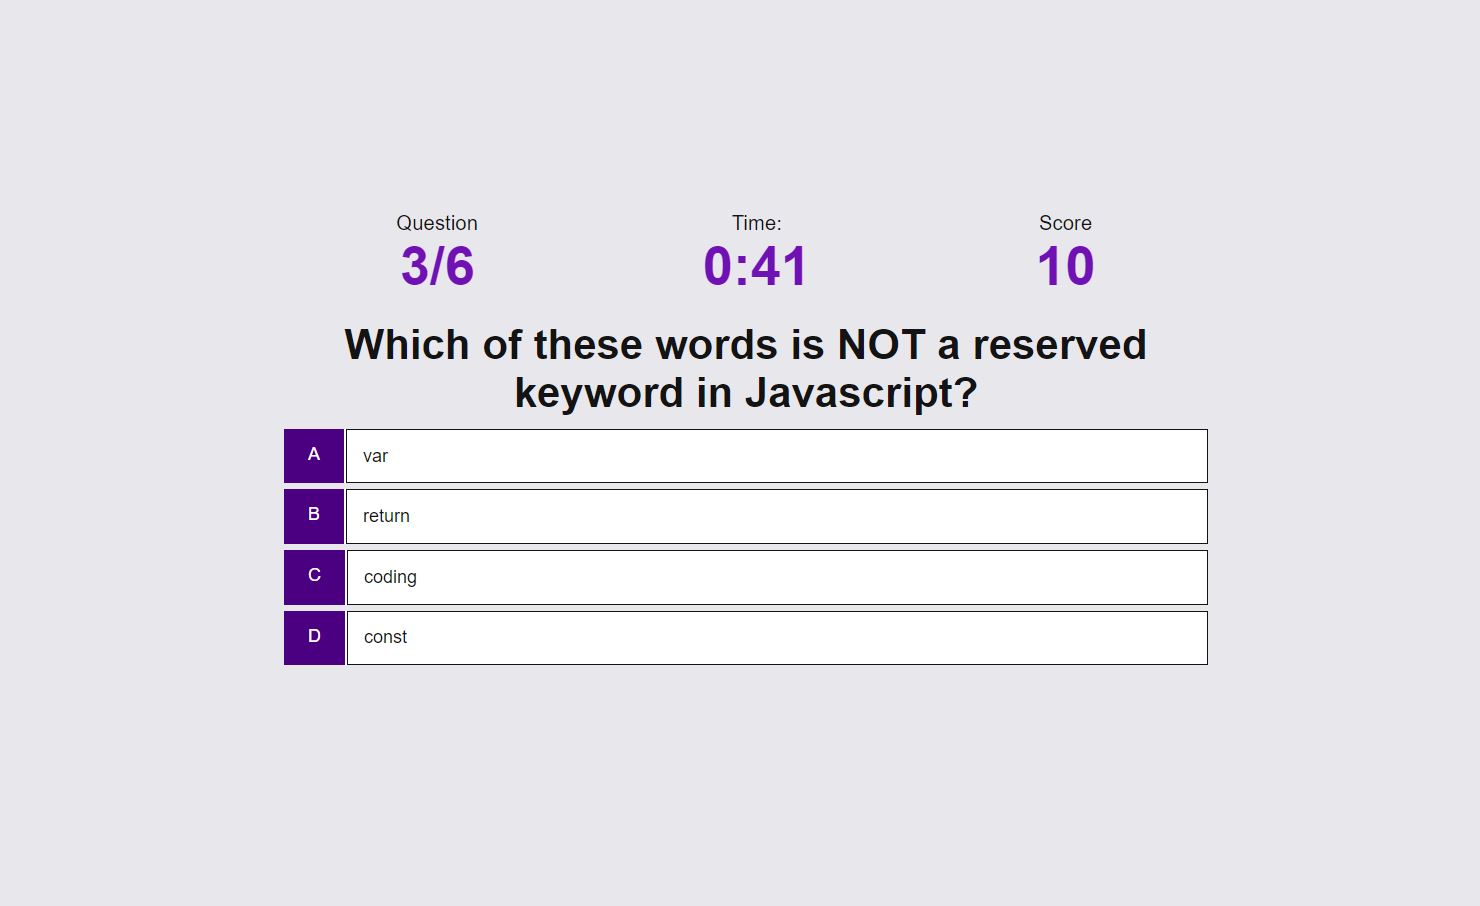 Question
3/6
Time:
0:41
Score
10
Which of these words is NOT a reserved
keyword in Javascript?
A var
B return
C coding
D const